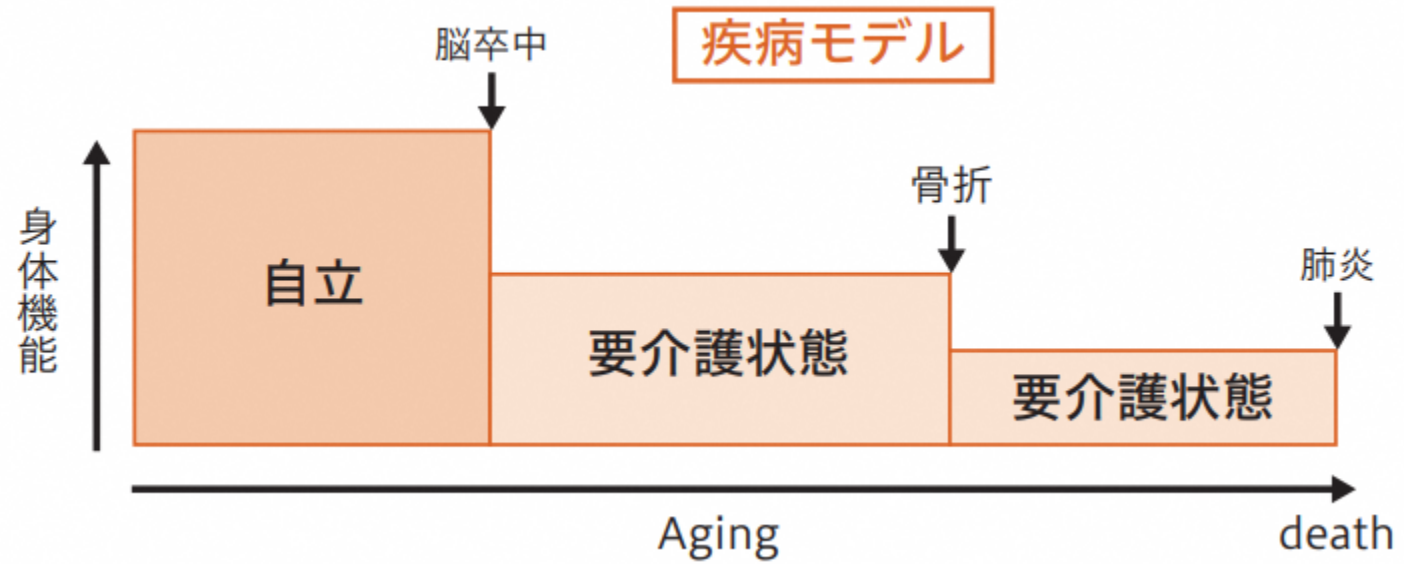 疾病モデル
脳卒中
骨折
肺炎
身体機能
自立
要介護状態
要介護状態
Aging
death